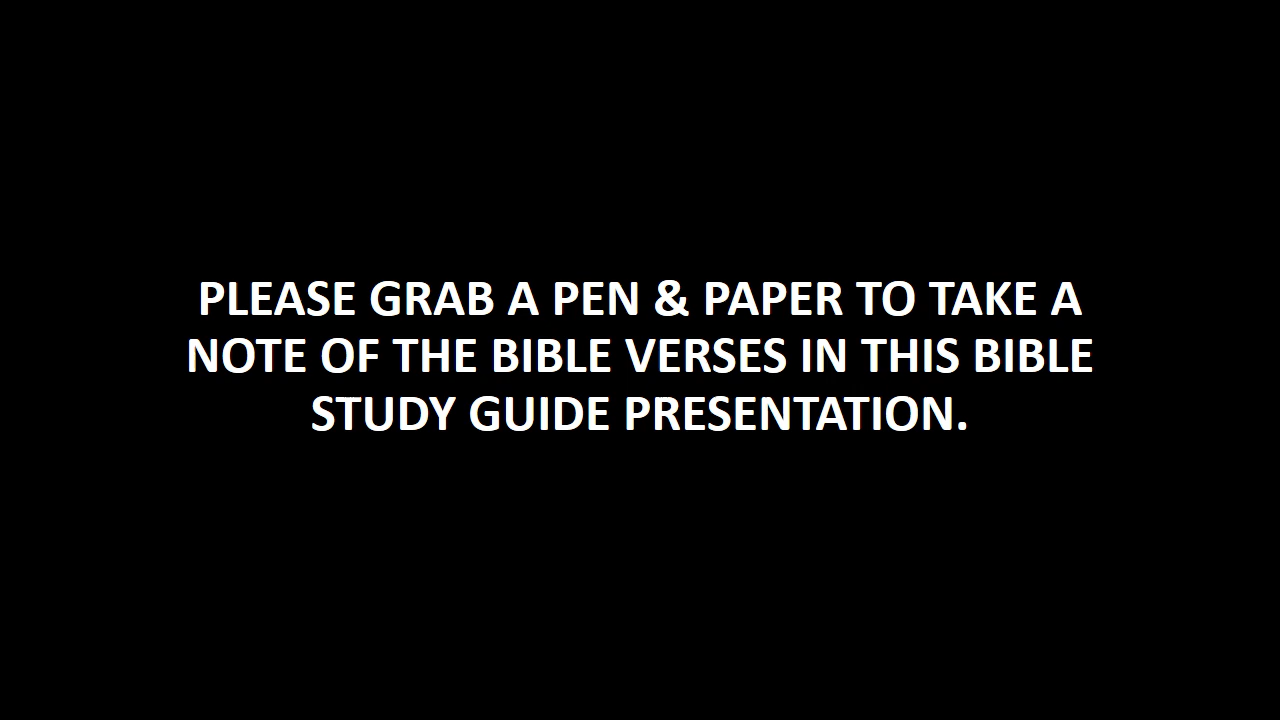 PLEASE GRAB A PEN & PAPER TO TAKE A
NOTE OF THE BIBLE VERSES IN THIS BIBLE
STUDY GUIDE PRESENTATION.